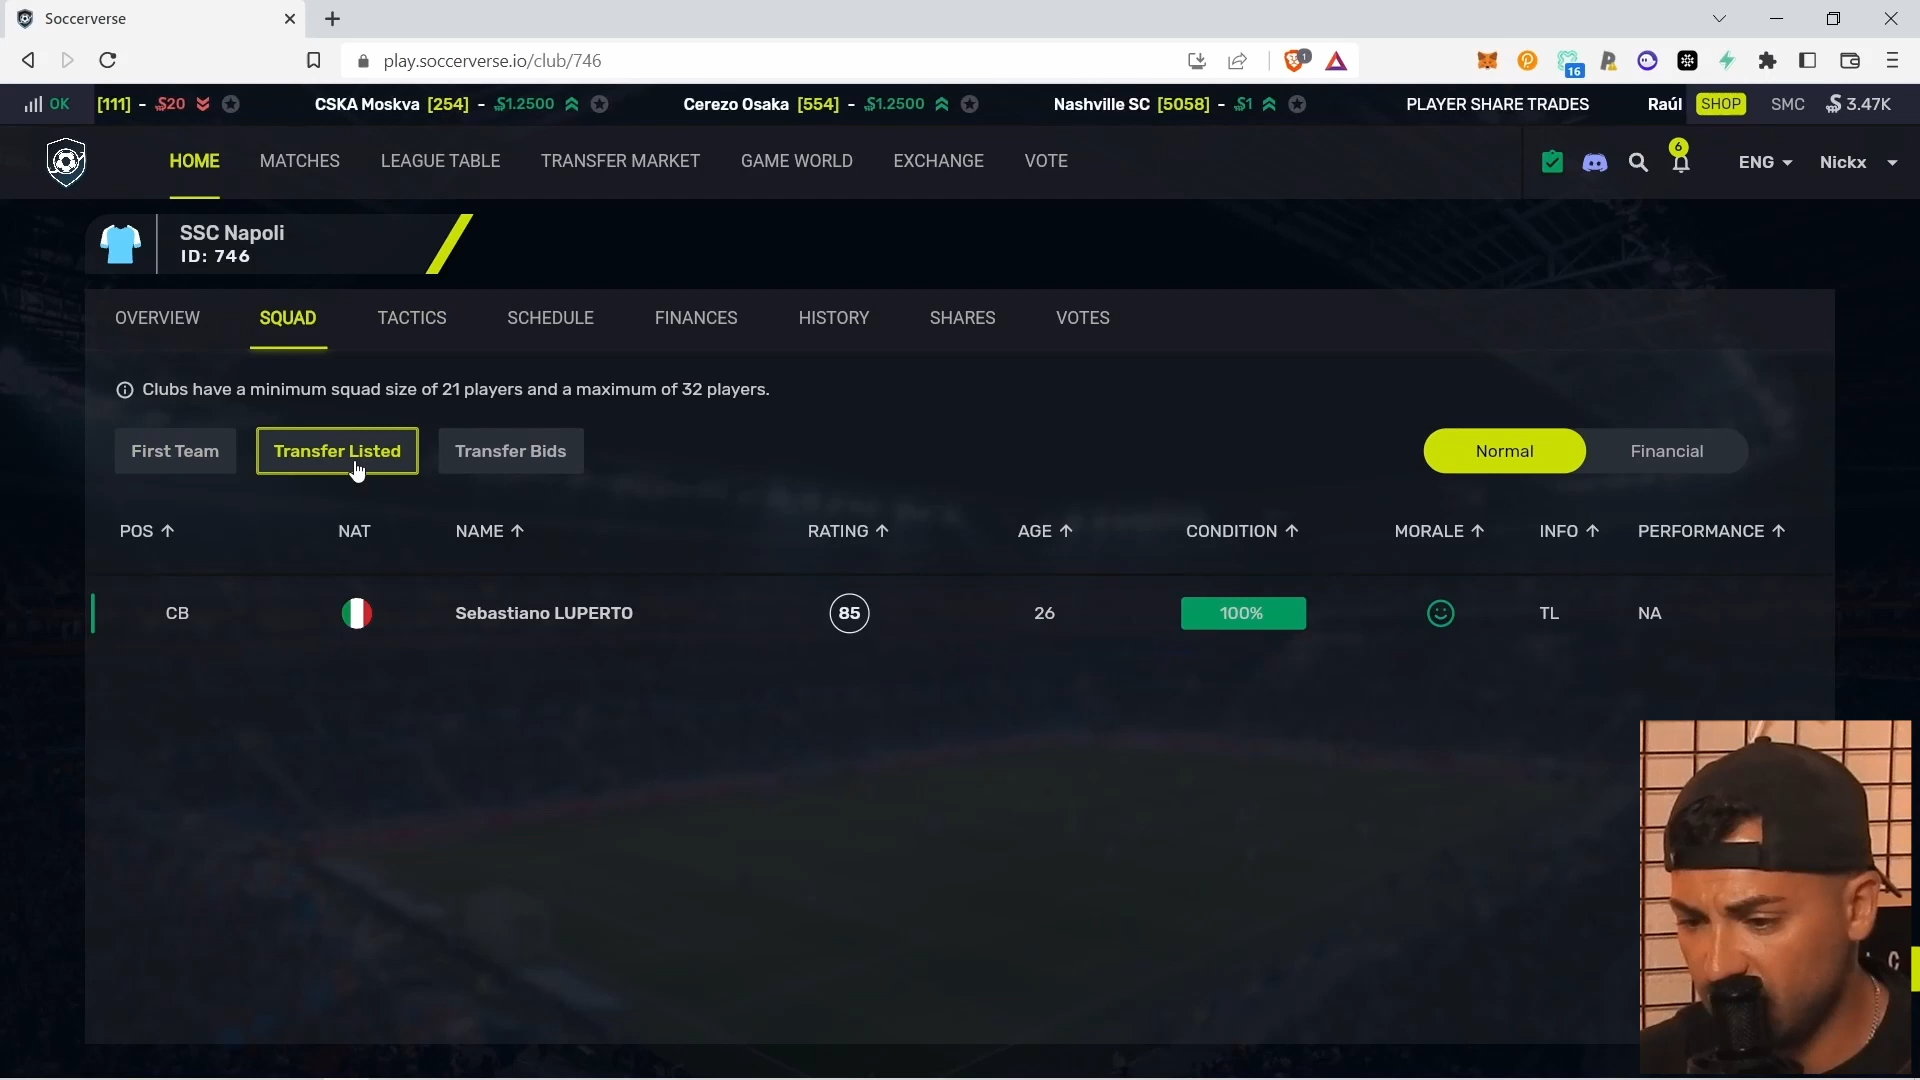 Soccerverse
play.soccerverse.io/club/746
1
16
OK [111] - $20 CSKA Moskva [254] - $1.2500 Cerezo Osaka [554] - $1.2500 Nashville SC [5058] - $1 PLAYER SHARE TRADES Raúl SHOP SMC $ 3.47K
HOME MATCHES LEAGUE TABLE TRANSFER MARKET GAME WORLD EXCHANGE VOTE 6 ENG Nickx
SSC Napoli
ID: 746
OVERVIEW SQUAD TACTICS SCHEDULE FINANCES HISTORY SHARES VOTES
Clubs have a minimum squad size of 21 players and a maximum of 32 players.
First Team Transfer Listed Transfer Bids Normal Financial
POS NAT NAME RATING AGE CONDITION MORALE INFO PERFORMANCE
CB Sebastiano LUPERTO 85 26 100% TL NA